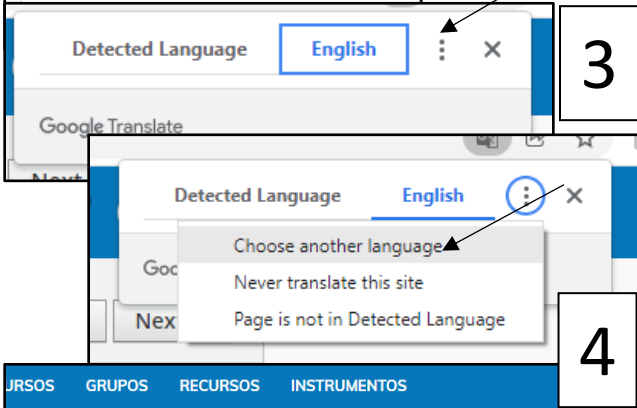 Detected Language English
3
Google Translate
Detected Language English
Choose another language
Goo
Never translate this site
Nex
Page is not in Detected Language
4
URSOS GRUPOS RECURSOS INSTRUMENTOS